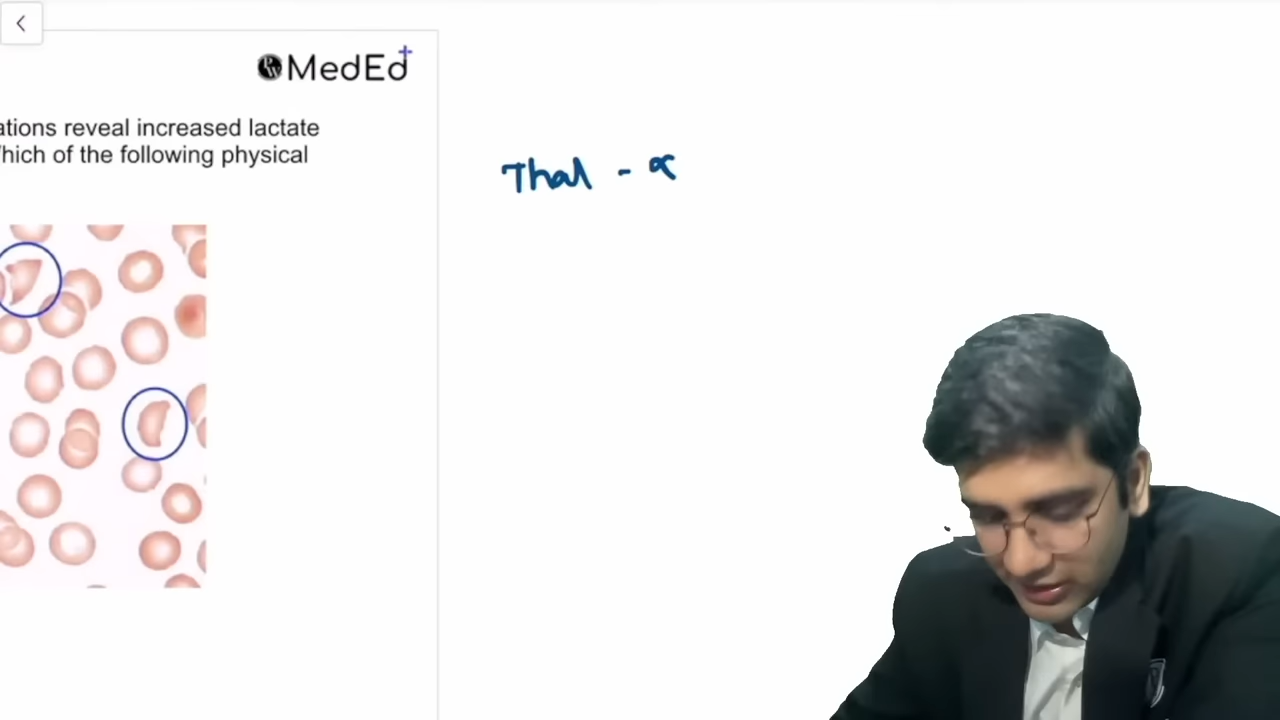 MedEd+
ations reveal increased lactate
hich of the following physical
Thal - α